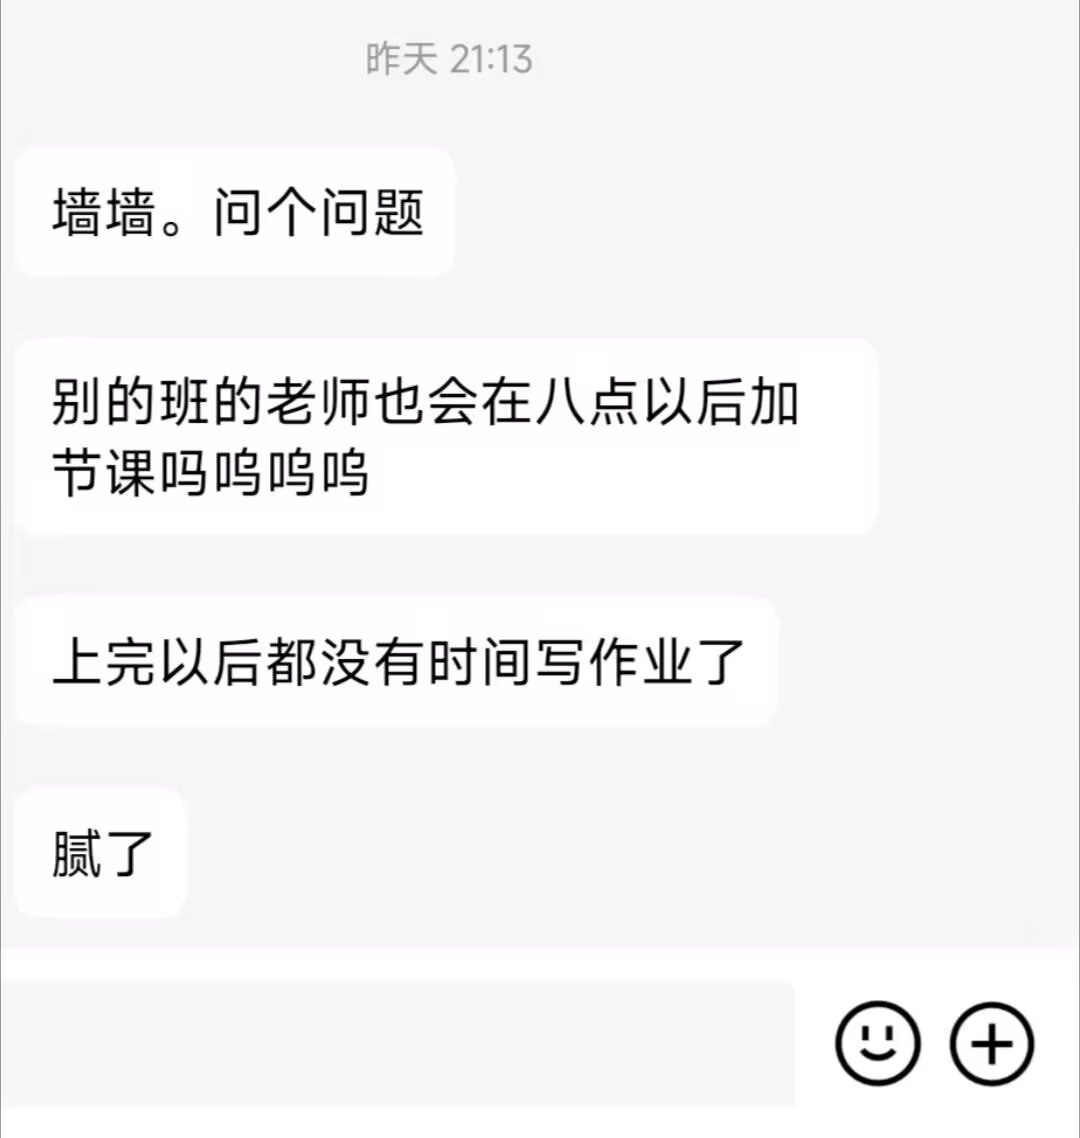 昨天 21:13
墙墙。问个问题
别的班的老师也会在八点以后加
节课吗呜呜呜
上完以后都没有时间写作业了
腻了